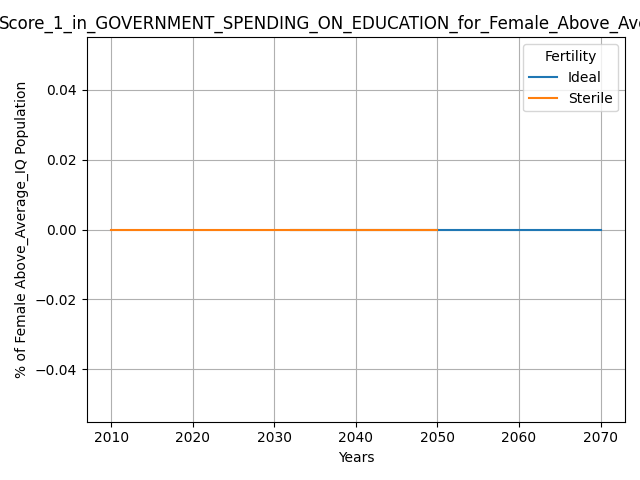 Score_1_in_GOVERNMENT_SPENDING_ON_EDUCATION_for_Female_Above_Ave
Fertility
Ideal
Sterile
0.04
0.02
0.00
−0.02
−0.04
% of Female Above_Average_IQ Population
2010 2020 2030 2040 2050 2060 2070
Years